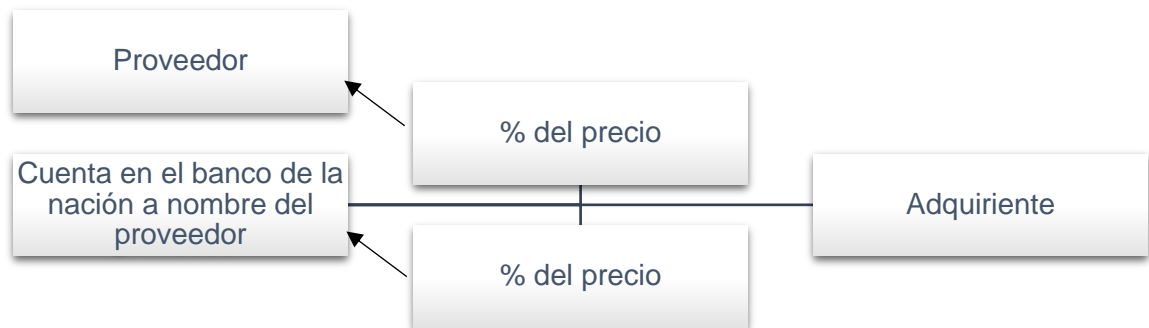 Proveedor
% del precio
Cuenta en el banco de la
nación a nombre del
proveedor
Adquiriente
% del precio